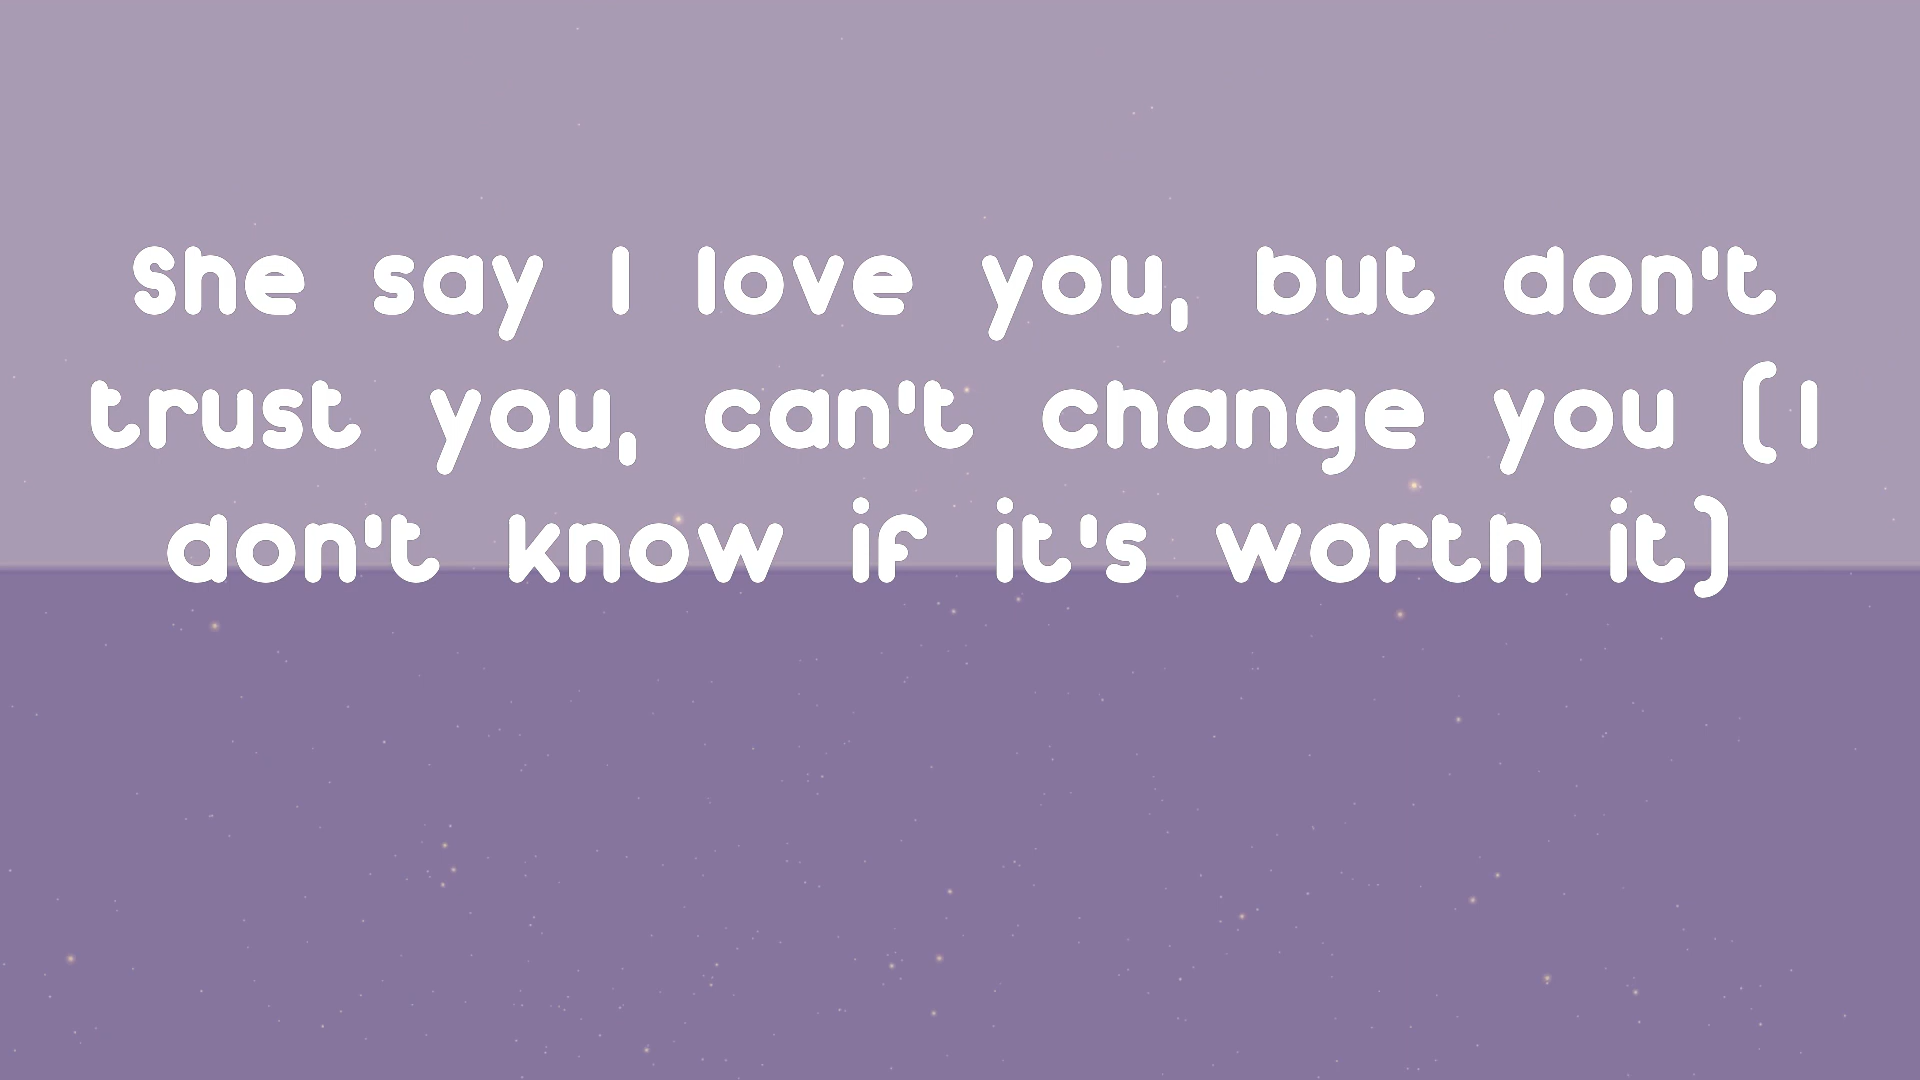 She say I love you, but don't
trust you, can't change you (I
don't know if it's worth it)